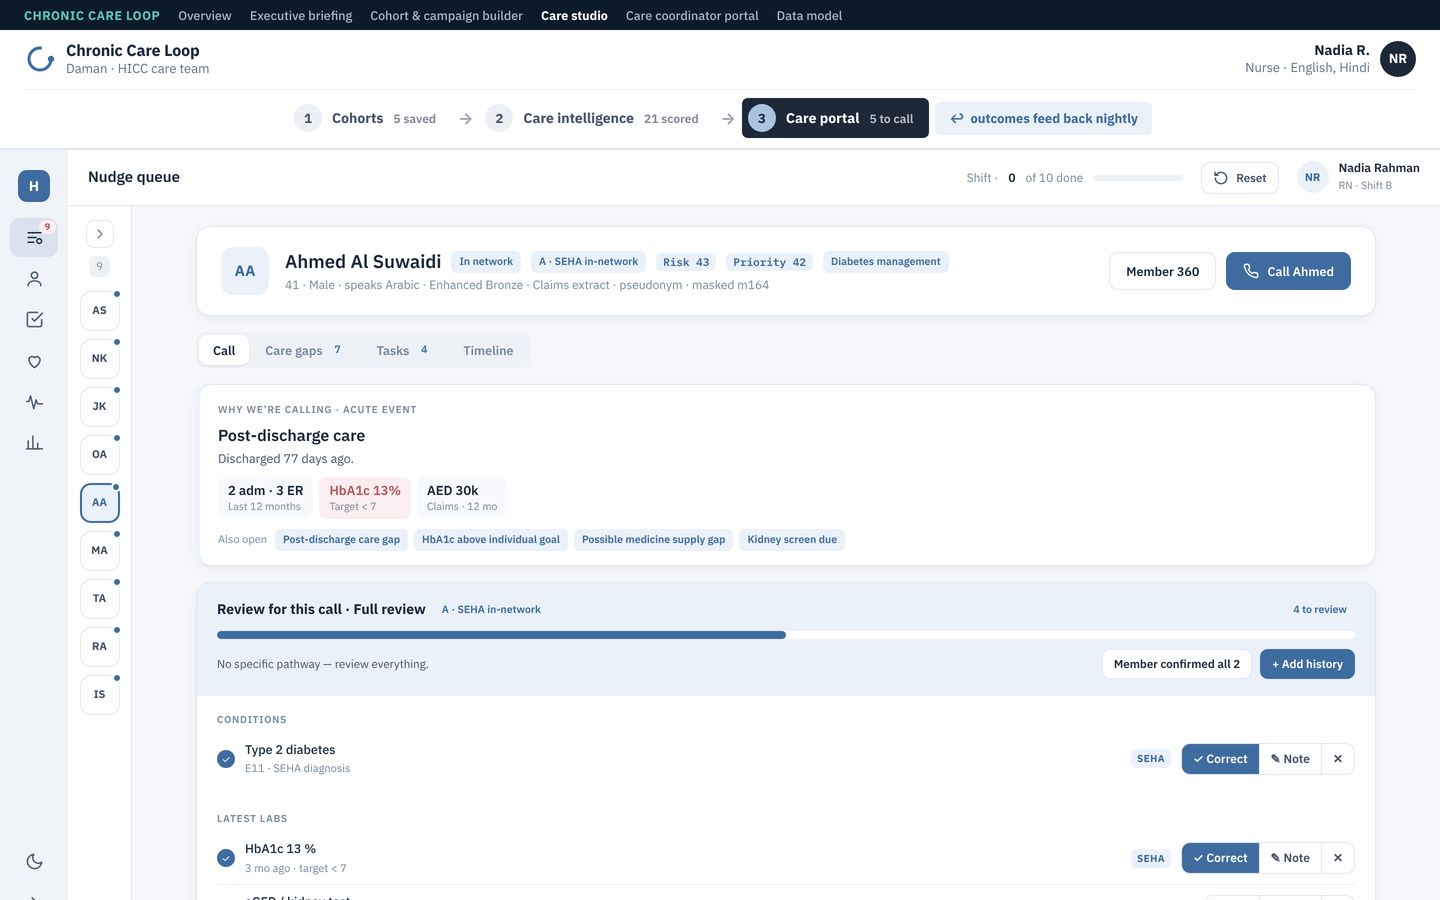 CHRONIC CARE LOOP Overview Executive briefing Cohort & campaign builder Care studio Care coordinator portal Data model
Chronic Care Loop
Daman · HICC care team
Nadia R.
Nurse · English, Hindi
NR
1 Cohorts 5 saved → 2 Care intelligence 21 scored → 3 Care portal 5 to call ↩ outcomes feed back nightly
H
Nudge queue
Shift · 0 of 10 done
Reset
NR
Nadia Rahman
RN · Shift B
9
9
AS
NK
JK
OA
AA
MA
TA
RA
IS
AA
Ahmed Al Suwaidi In network A · SEHA in-network Risk 43 Priority 42 Diabetes management
41 · Male · speaks Arabic · Enhanced Bronze · Claims extract · pseudonym · masked m164
Member 360 Call Ahmed
Call Care gaps 7 Tasks 4 Timeline
WHY WE'RE CALLING · ACUTE EVENT
Post-discharge care
Discharged 77 days ago.
2 adm · 3 ER
Last 12 months
HbA1c 13%
Target < 7
AED 30k
Claims · 12 mo
Also open Post-discharge care gap HbA1c above individual goal Possible medicine supply gap Kidney screen due
Review for this call · Full review A · SEHA in-network 4 to review
No specific pathway — review everything. Member confirmed all 2 + Add history
CONDITIONS
Type 2 diabetes
E11 · SEHA diagnosis
SEHA ✓ Correct ✎ Note ✕
LATEST LABS
HbA1c 13 %
3 mo ago · target < 7
SEHA ✓ Correct ✎ Note ✕